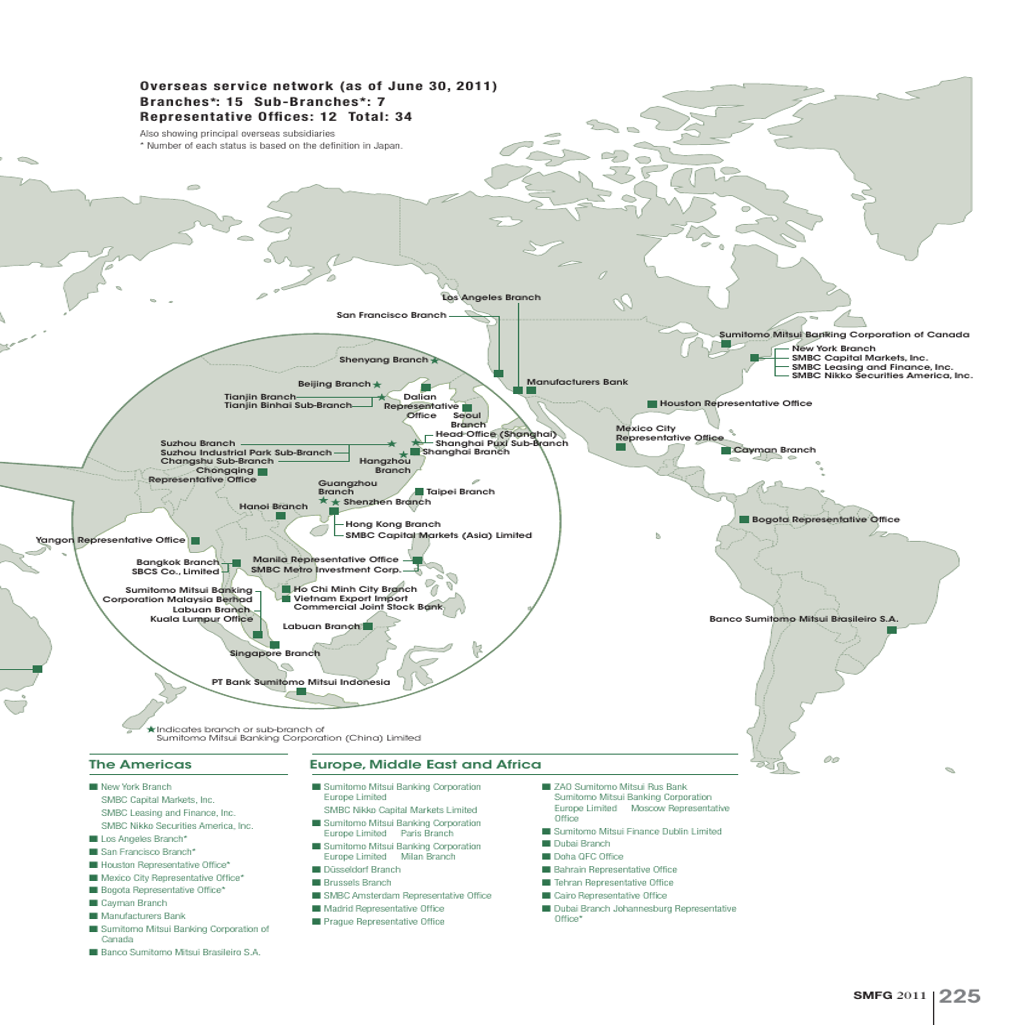 Overseas service network (as of June 30, 2011)
Branches*: 15 Sub-Branches*: 7
Representative Offices: 12 Total: 34
Also showing principal overseas subsidiaries
* Number of each status is based on the definition in Japan.
Los Angeles Branch
San Francisco Branch
Sumitomo Mitsui Banking Corporation of Canada
New York Branch
SMBC Capital Markets, Inc.
SMBC Leasing and Finance, Inc.
SMBC Nikko Securities America, Inc.
Manufacturers Bank
Houston Representative Office
Mexico City
Representative Office
Cayman Branch
Bogota Representative Office
Banco Sumitomo Mitsui Brasileiro S.A.
Shenyang Branch
Beijing Branch
Tianjin Branch
Tianjin Binhai Sub-Branch
Dalian
Representative
Office
Seoul
Branch
Head Office (Shanghai)
Shanghai Puxi Sub-Branch
Shanghai Branch
Suzhou Branch
Suzhou Industrial Park Sub-Branch
Changshu Sub-Branch
Hangzhou
Branch
Chongqing
Representative Office
Guangzhou
Branch
Shenzhen Branch
Taipei Branch
Hanoi Branch
Hong Kong Branch
SMBC Capital Markets (Asia) Limited
Yangon Representative Office
Bangkok Branch
SBCS Co., Limited
Manila Representative Office
SMBC Metro Investment Corp.
Sumitomo Mitsui Banking
Corporation Malaysia Berhad
Labuan Branch
Kuala Lumpur Office
Ho Chi Minh City Branch
Vietnam Export Import
Commercial Joint Stock Bank
Labuan Branch
Singapore Branch
PT Bank Sumitomo Mitsui Indonesia
★Indicates branch or sub-branch of
Sumitomo Mitsui Banking Corporation (China) Limited
The Americas
New York Branch
SMBC Capital Markets, Inc.
SMBC Leasing and Finance, Inc.
SMBC Nikko Securities America, Inc.
Los Angeles Branch*
San Francisco Branch*
Houston Representative Office*
Mexico City Representative Office*
Bogota Representative Office*
Cayman Branch
Manufacturers Bank
Sumitomo Mitsui Banking Corporation of
Canada
Banco Sumitomo Mitsui Brasileiro S.A.
Europe, Middle East and Africa
Sumitomo Mitsui Banking Corporation
Europe Limited
SMBC Nikko Capital Markets Limited
Sumitomo Mitsui Banking Corporation
Europe Limited Paris Branch
Sumitomo Mitsui Banking Corporation
Europe Limited Milan Branch
Düsseldorf Branch
Brussels Branch
SMBC Amsterdam Representative Office
Madrid Representative Office
Prague Representative Office
ZAO Sumitomo Mitsui Rus Bank
Sumitomo Mitsui Banking Corporation
Europe Limited Moscow Representative
Office
Sumitomo Mitsui Finance Dublin Limited
Dubai Branch
Doha QFC Office
Bahrain Representative Office
Tehran Representative Office
Cairo Representative Office
Dubai Branch Johannesburg Representative
Office*
SMFG 2011 225